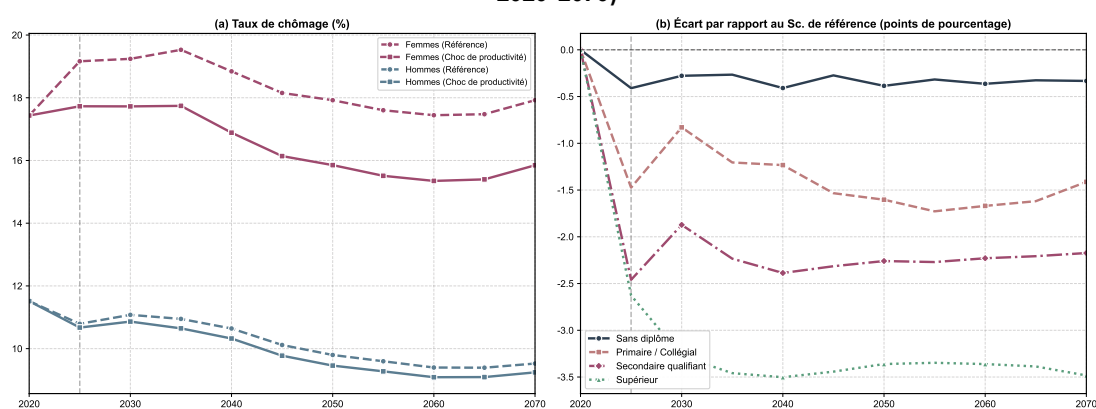 (a) Taux de chômage (%)
20
18
16
14
12
10
2020 2030 2040 2050 2060 2070
Femmes (Référence)
Femmes (Choc de productivité)
Hommes (Référence)
Hommes (Choc de productivité)
(b) Écart par rapport au Sc. de référence (points de pourcentage)
0.0
-0.5
-1.0
-1.5
-2.0
-2.5
-3.0
-3.5
2020 2030 2040 2050 2060 2070
Sans diplôme
Primaire / Collégial
Secondaire qualifiant
Supérieur